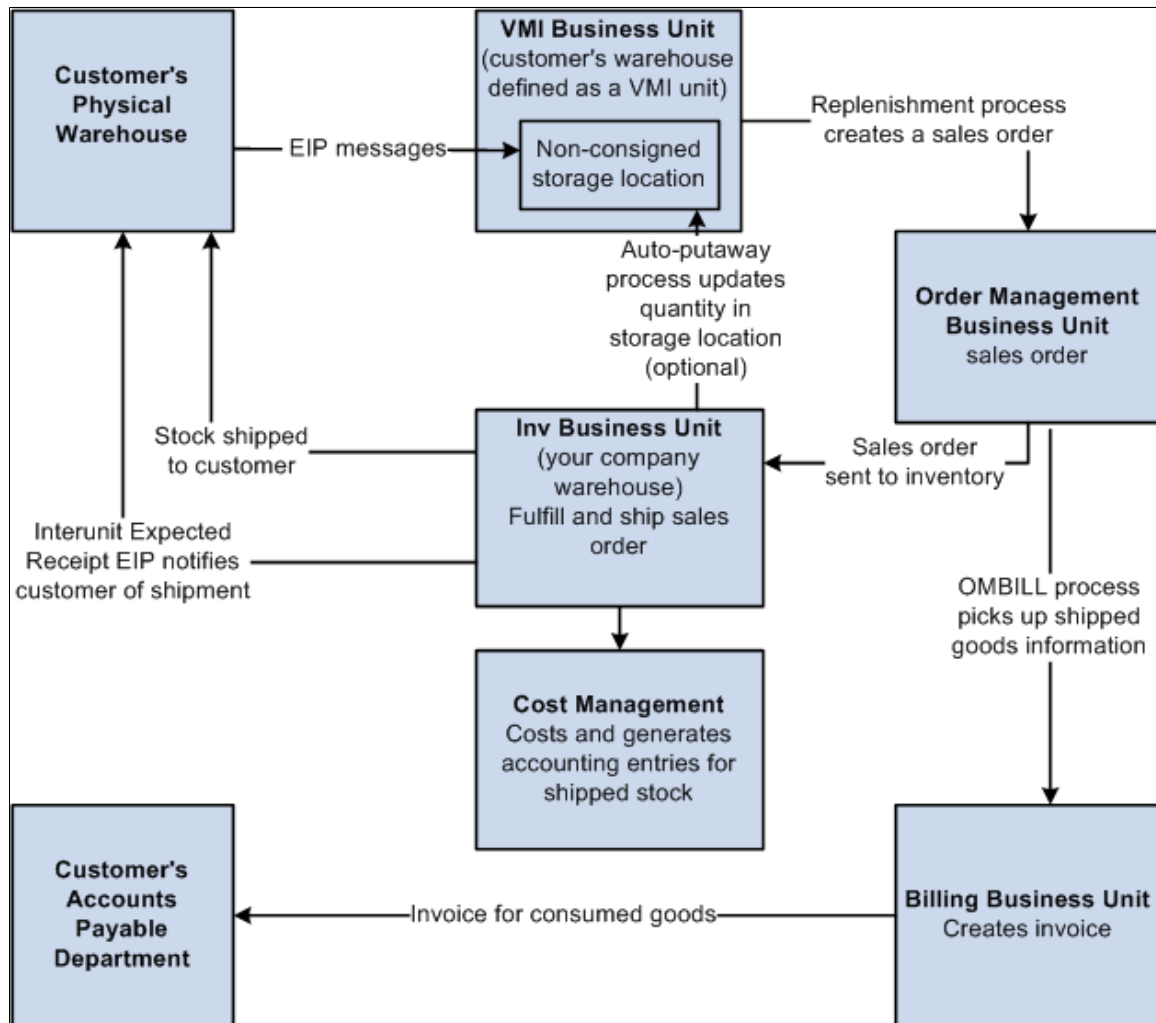 Customer's
Physical
Warehouse
EIP messages
VMI Business Unit
(customer's warehouse
defined as a VMI unit)
Non-consigned
storage location
Replenishment process
creates a sales order
Auto-putaway
process updates
quantity in
storage location
(optional)
Order Management
Business Unit
sales order
Stock shipped
to customer
Inv Business Unit
(your company
warehouse)
Fulfill and ship sales
order
Sales order
sent to inventory
Interunit Expected
Receipt EIP notifies
customer of shipment
OMBILL process
picks up shipped
goods information
Cost Management
Costs and generates
accounting entries for
shipped stock
Customer's
Accounts
Payable
Department
Invoice for consumed goods
Billing Business Unit
Creates invoice